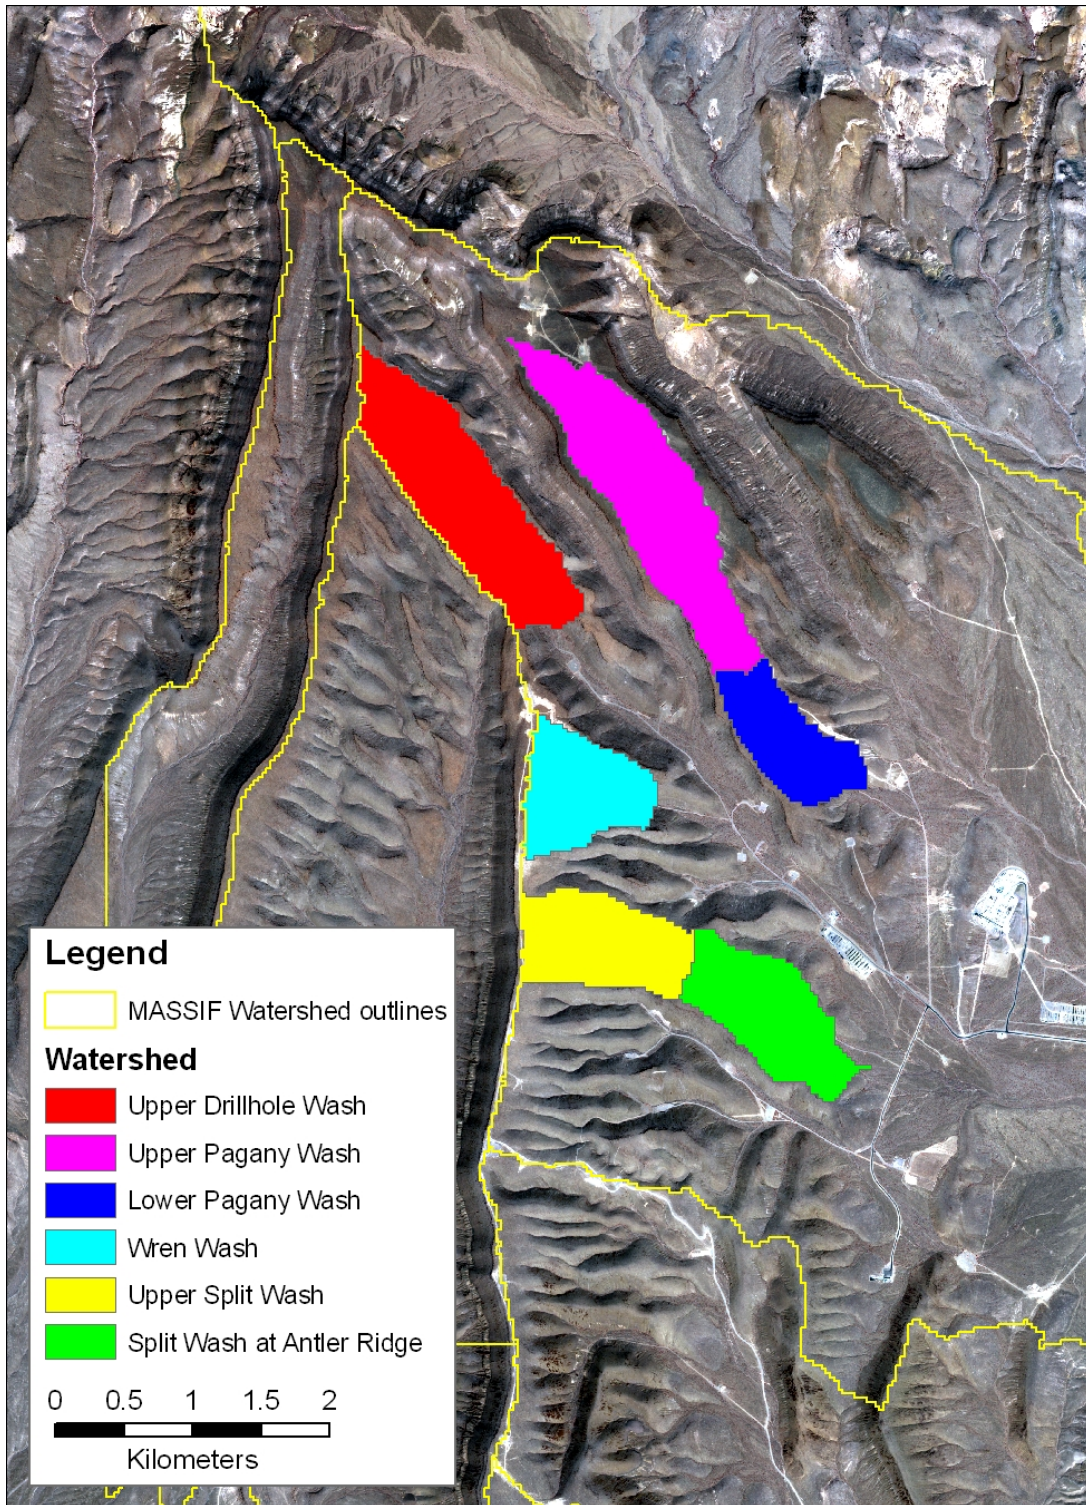 Legend
MASSIF Watershed outlines
Watershed
Upper Drillhole Wash
Upper Pagany Wash
Lower Pagany Wash
Wren Wash
Upper Split Wash
Split Wash at Antler Ridge
0 0.5 1 1.5 2
Kilometers